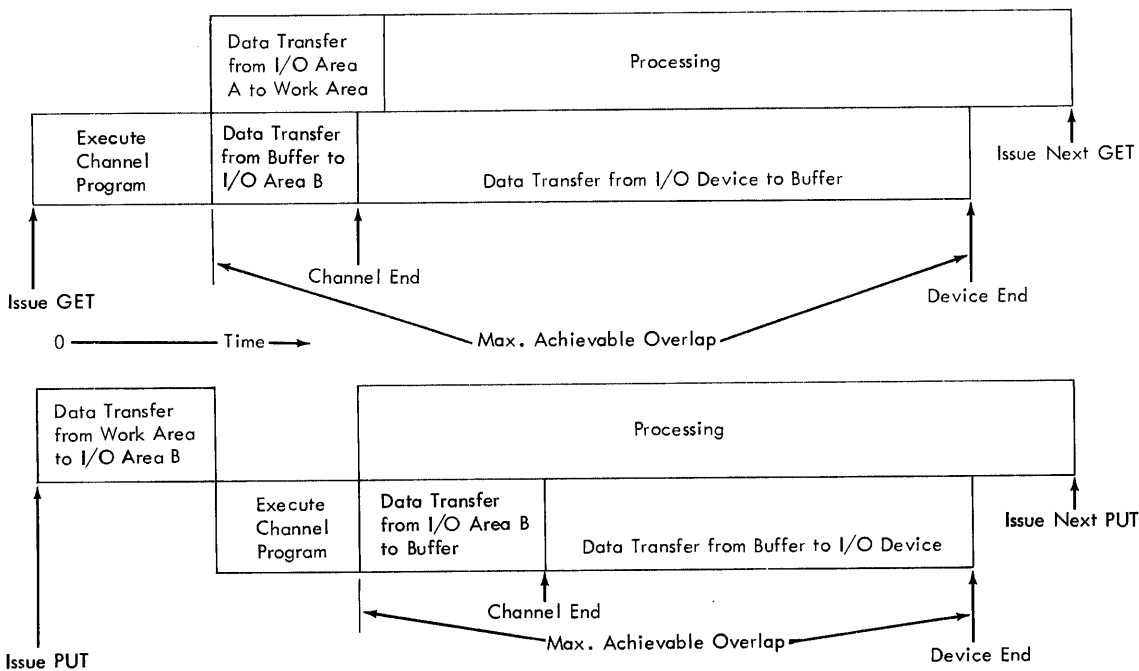 Data Transfer
from I/O Area
A to Work Area
Processing
Execute
Channel
Program
Data Transfer
from Buffer to
I/O Area B
Data Transfer from I/O Device to Buffer
Issue Next GET
Channel End
Issue GET
Device End
0
Time
Max. Achievable Overlap
Data Transfer
from Work Area
to I/O Area B
Processing
Execute
Channel
Program
Data Transfer
from I/O Area B
to Buffer
Data Transfer from Buffer to I/O Device
Issue Next PUT
Channel End
Max. Achievable Overlap
Device End
Issue PUT